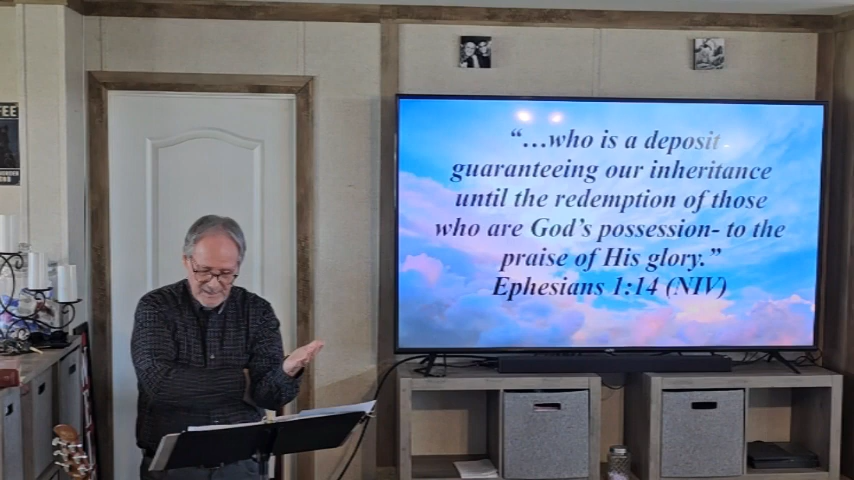 FEE
“…who is a deposit
guaranteeing our inheritance
until the redemption of those
who are God’s possession- to the
praise of His glory.”
Ephesians 1:14 (NIV)